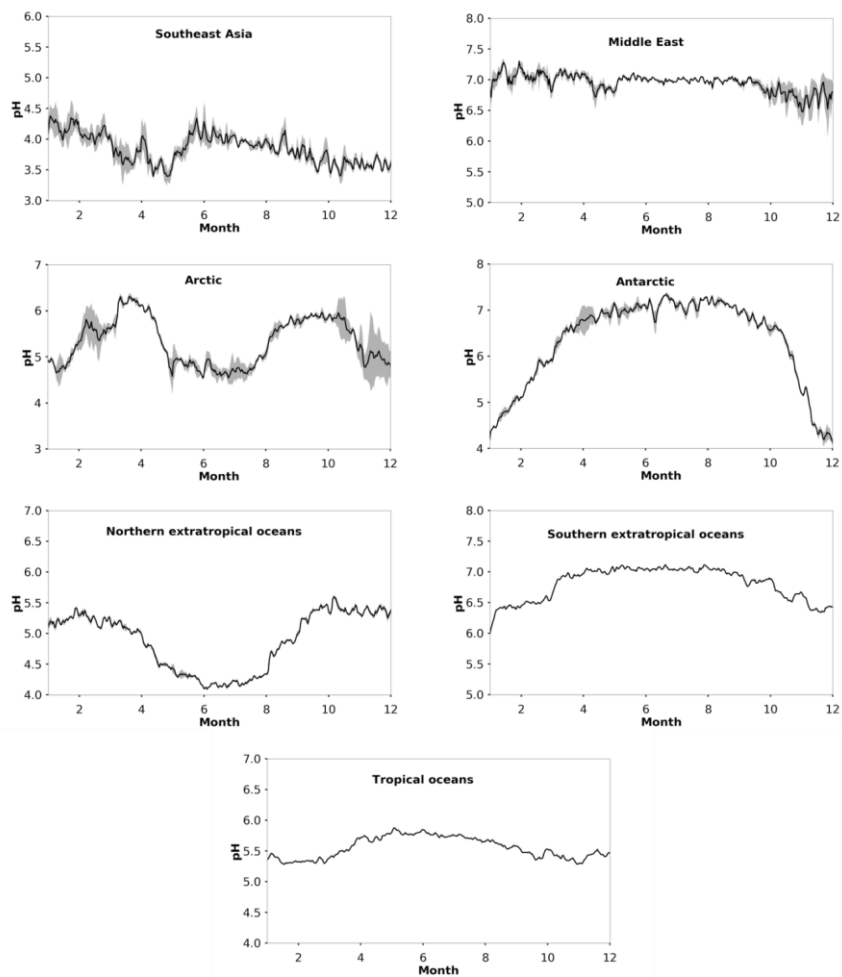 Southeast Asia
6.0
5.5
5.0
4.5
4.0
3.5
3.0
pH
2 4 6 8 10 12
Month
Middle East
8.0
7.5
7.0
6.5
6.0
5.5
5.0
pH
2 4 6 8 10 12
Month
Arctic
7
6
5
4
3
pH
2 4 6 8 10 12
Month
Antarctic
8
7
6
5
4
pH
2 4 6 8 10 12
Month
Northern extratropical oceans
7.0
6.5
6.0
5.5
5.0
4.5
4.0
pH
2 4 6 8 10 12
Month
Southern extratropical oceans
8.0
7.5
7.0
6.5
6.0
5.5
5.0
pH
2 4 6 8 10 12
Month
Tropical oceans
7.0
6.5
6.0
5.5
5.0
4.5
4.0
pH
2 4 6 8 10 12
Month